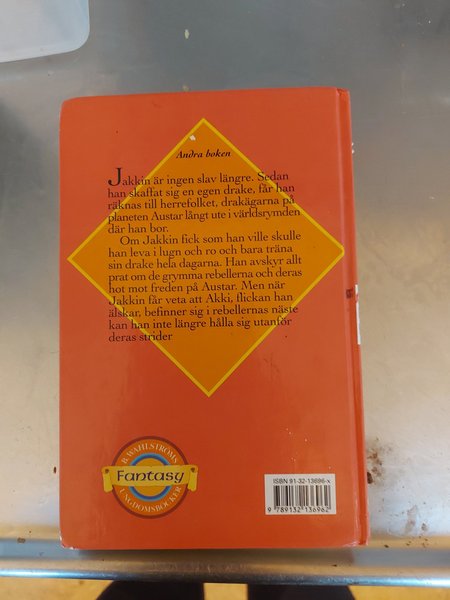 Andra boken
Jakkin är ingen slav längre. Sedan
han skaffat sig en egen drake, får han
räknas till herrefolket, drakägarna på
planeten Austar långt ute i världsrymden
där han bor.
Om Jakkin fick som han ville skulle
han leva i lugn och ro och bara träna
sin drake hela dagarna. Han avskyr allt
prat om de grymma rebellerna och deras
hot mot freden på Austar. Men när
Jakkin får veta att Akki, flickan han
älskar, befinner sig i rebellernas näste
kan han inte längre hålla sig utanför
deras strider
B. WAHLSTRÖMS
Fantasy
UNGDOMSBÖCKER
ISBN 91-32-13696-x
9 789132 136962